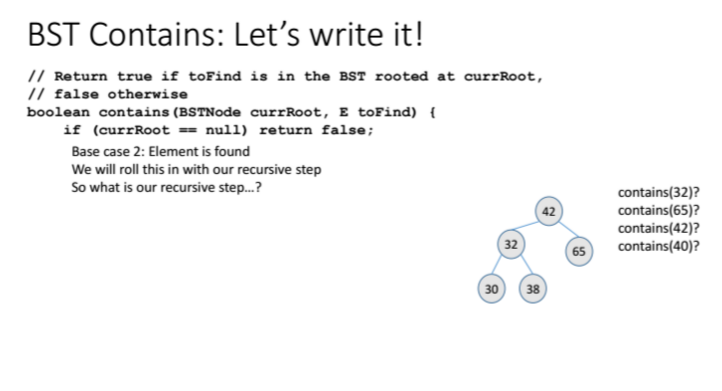 BST Contains: Let's write it!
// Return true if toFind is in the BST rooted at currRoot,
// false otherwise
boolean contains(BSTNode currRoot, E toFind) {
if (currRoot == null) return false;
Base case 2: Element is found
We will roll this in with our recursive step
So what is our recursive step…?
contains(32)?
contains(65)?
contains(42)?
contains(40)?
42
32
65
30
38